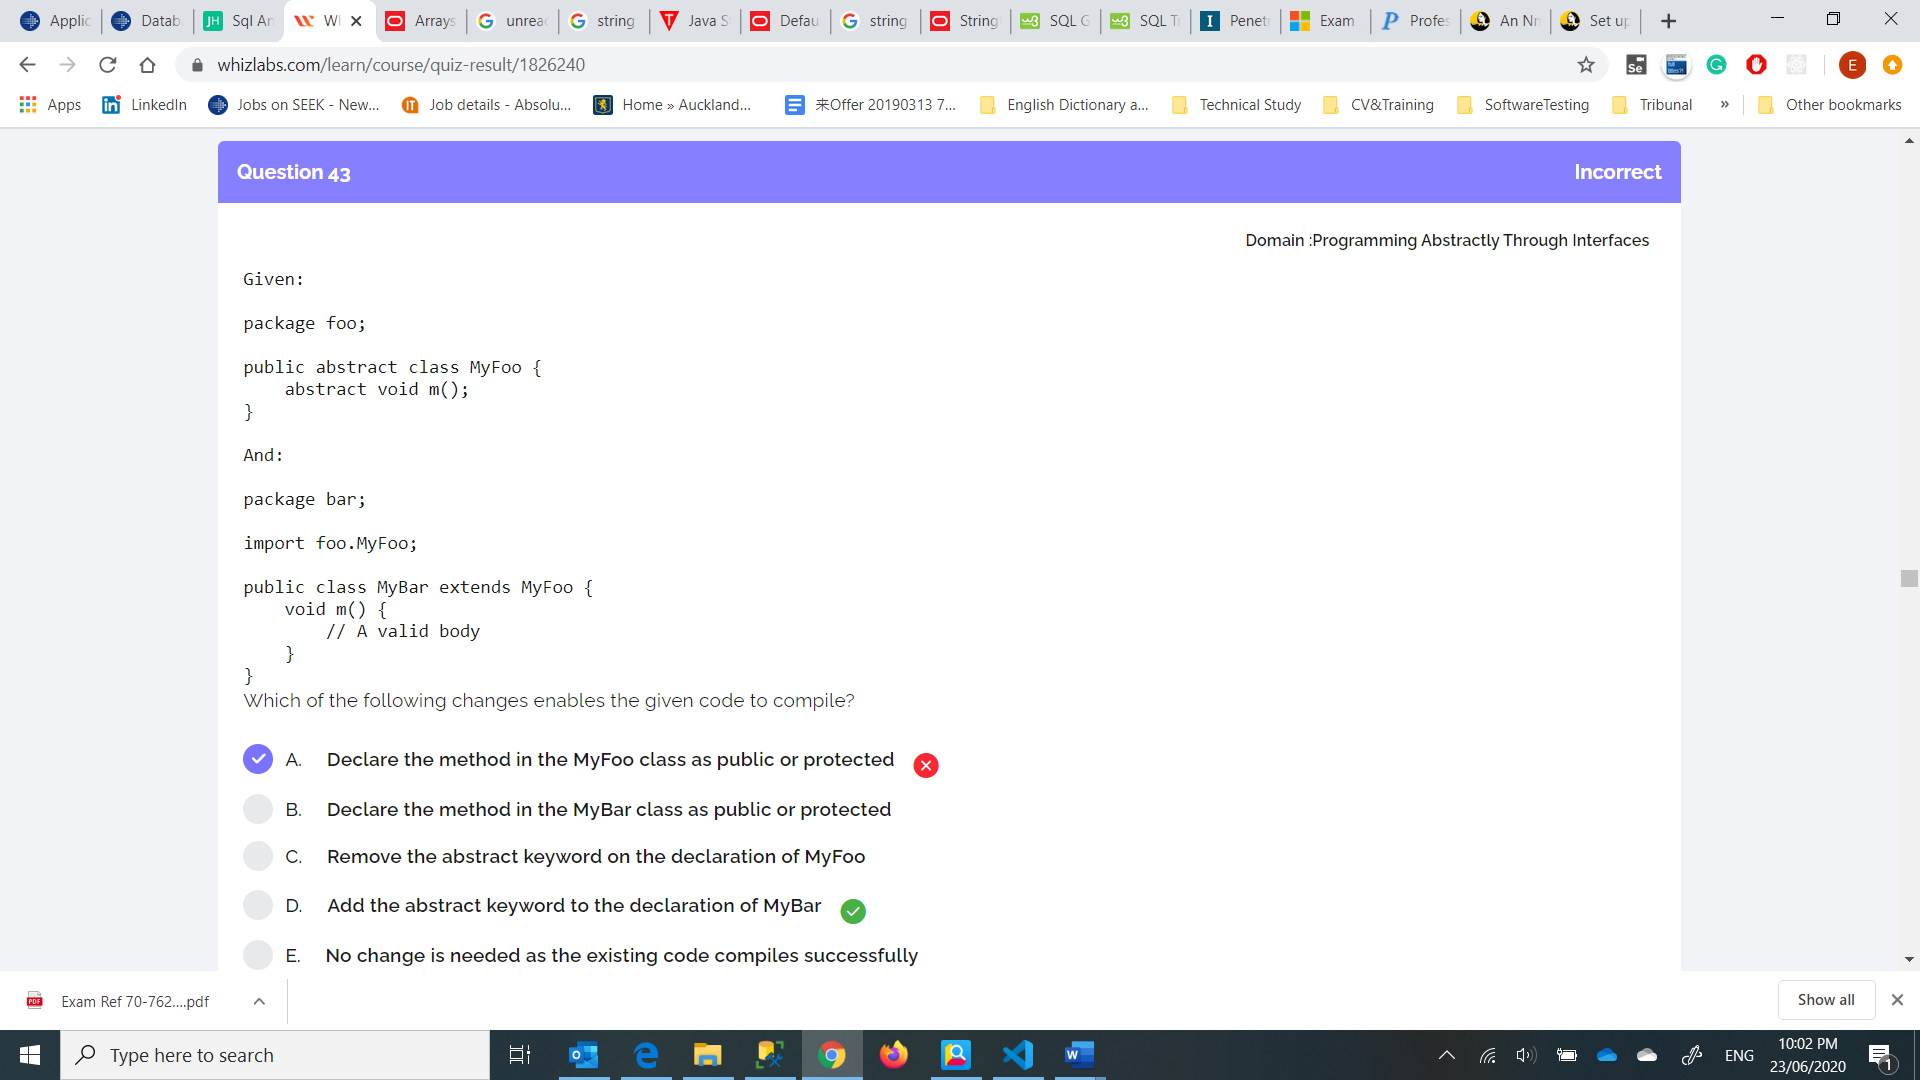 Applic
Datab
JH Sql An
Wh
Arrays
unrea
string
Java S
Defau
string
String
SQL G
SQL T
Penet
Exam
Profes
An Nn
Set up
whizlabs.com/learn/course/quiz-result/1826240
Apps
LinkedIn
Jobs on SEEK - New...
Job details - Absolu...
Home » Auckland...
来Offer 20190313 7...
English Dictionary a...
Technical Study
CV&Training
SoftwareTesting
Tribunal
»
Other bookmarks
Question 43 Incorrect
Domain :Programming Abstractly Through Interfaces
Given:
package foo;
public abstract class MyFoo {
abstract void m();
}
And:
package bar;
import foo.MyFoo;
public class MyBar extends MyFoo {
void m() {
// A valid body
}
}
Which of the following changes enables the given code to compile?
A. Declare the method in the MyFoo class as public or protected
B. Declare the method in the MyBar class as public or protected
C. Remove the abstract keyword on the declaration of MyFoo
D. Add the abstract keyword to the declaration of MyBar
E. No change is needed as the existing code compiles successfully
Exam Ref 70-762....pdf
Show all
Type here to search
ENG
10:02 PM
23/06/2020
1